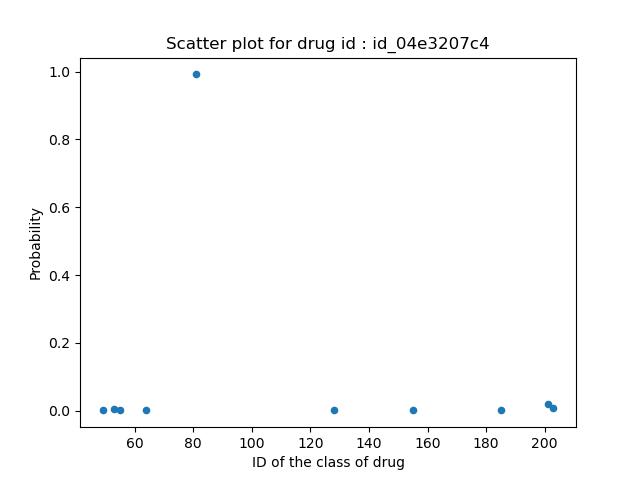 Scatter plot for drug id : id_04e3207c4
1.0
0.8
0.6
0.4
0.2
0.0
Probability
60 80 100 120 140 160 180 200
ID of the class of drug